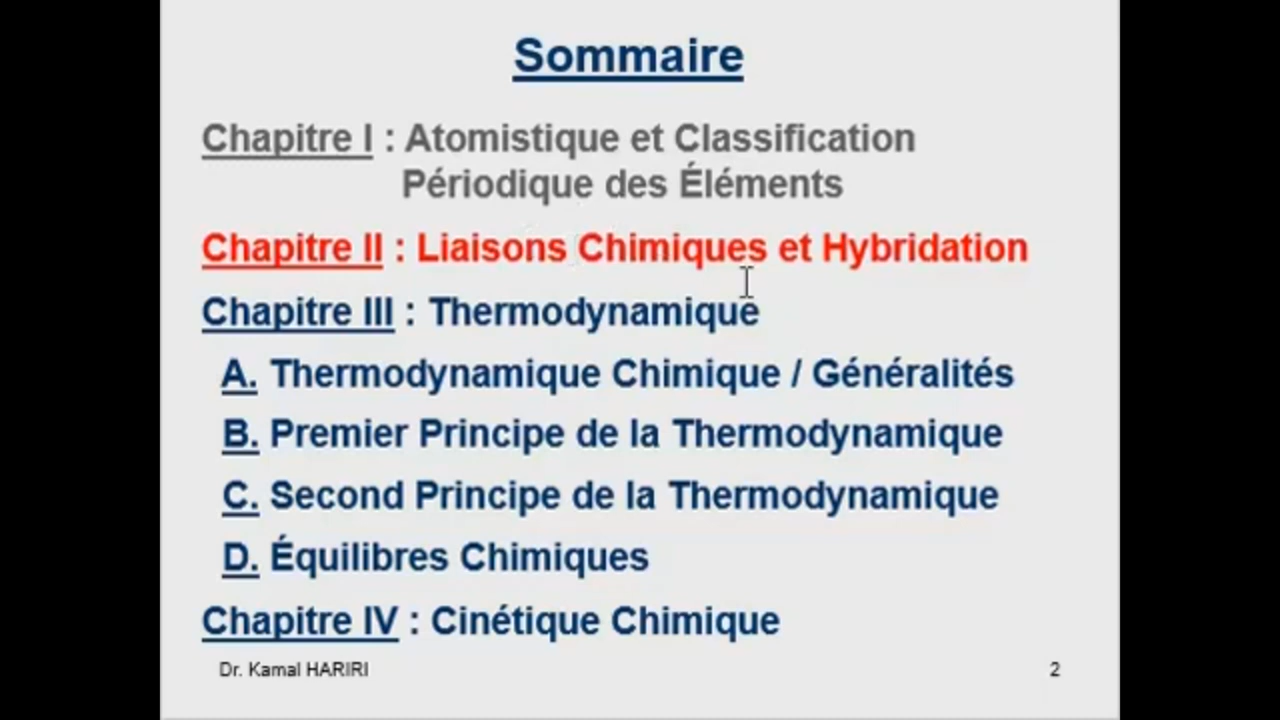 Sommaire
Chapitre I : Atomistique et Classification
Périodique des Éléments
Chapitre II : Liaisons Chimiques et Hybridation
Chapitre III : Thermodynamique
A. Thermodynamique Chimique / Généralités
B. Premier Principe de la Thermodynamique
C. Second Principe de la Thermodynamique
D. Équilibres Chimiques
Chapitre IV : Cinétique Chimique
Dr. Kamal HARIRI 2